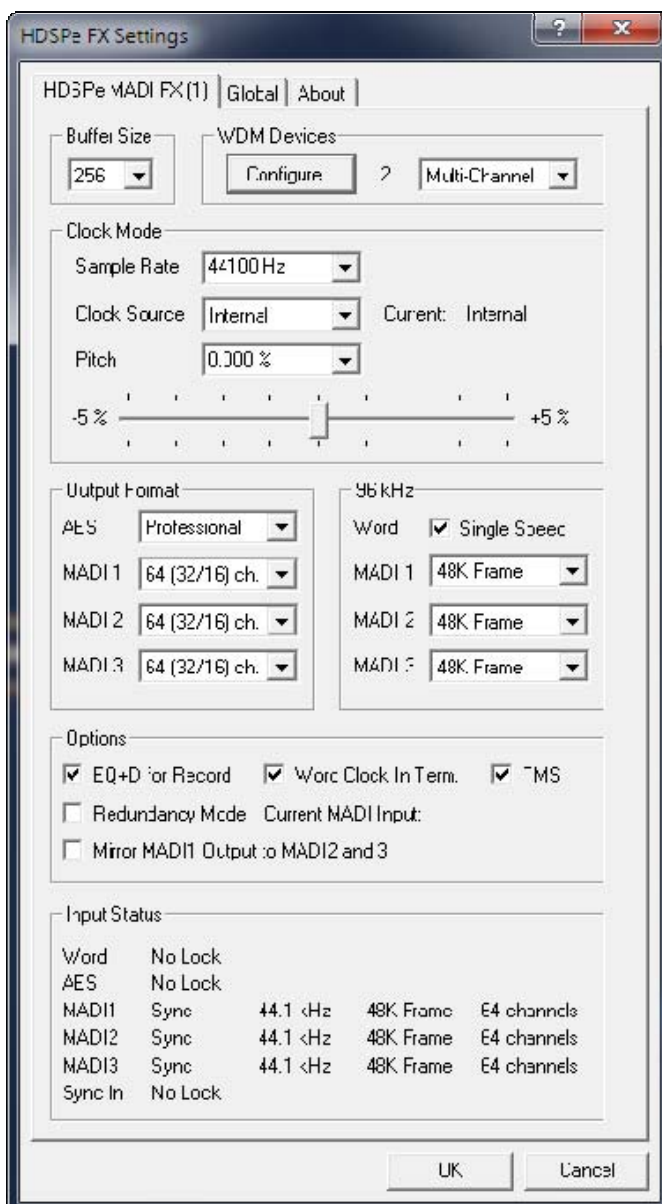 HDSPe FX Settings
HDSPe MADI FX (1) Global About
Buffer Size
256
WDM Devices
Configure 2 Multi-Channel
Clock Mode
Sample Rate 44100 Hz
Clock Source Internal Current: Internal
Pitch 0.000 %
-5 % +5 %
Output Format
AES Professional
MADI 1 64 (32/16) ch.
MADI 2 64 (32/16) ch.
MADI 3 64 (32/16) ch.
96 kHz
Word Single Speed
MADI 1 48K Frame
MADI 2 48K Frame
MADI 3 48K Frame
Options
EQ+D for Record Word Clock In Term. TMS
Redundancy Mode Current MADI Input:
Mirror MADI1 Output to MADI2 and 3
Input Status
Word No Lock
AES No Lock
MADI1 Sync 44.1 kHz 48K Frame 64 channels
MADI2 Sync 44.1 kHz 48K Frame 64 channels
MADI3 Sync 44.1 kHz 48K Frame 64 channels
Sync In No Lock
OK Cancel